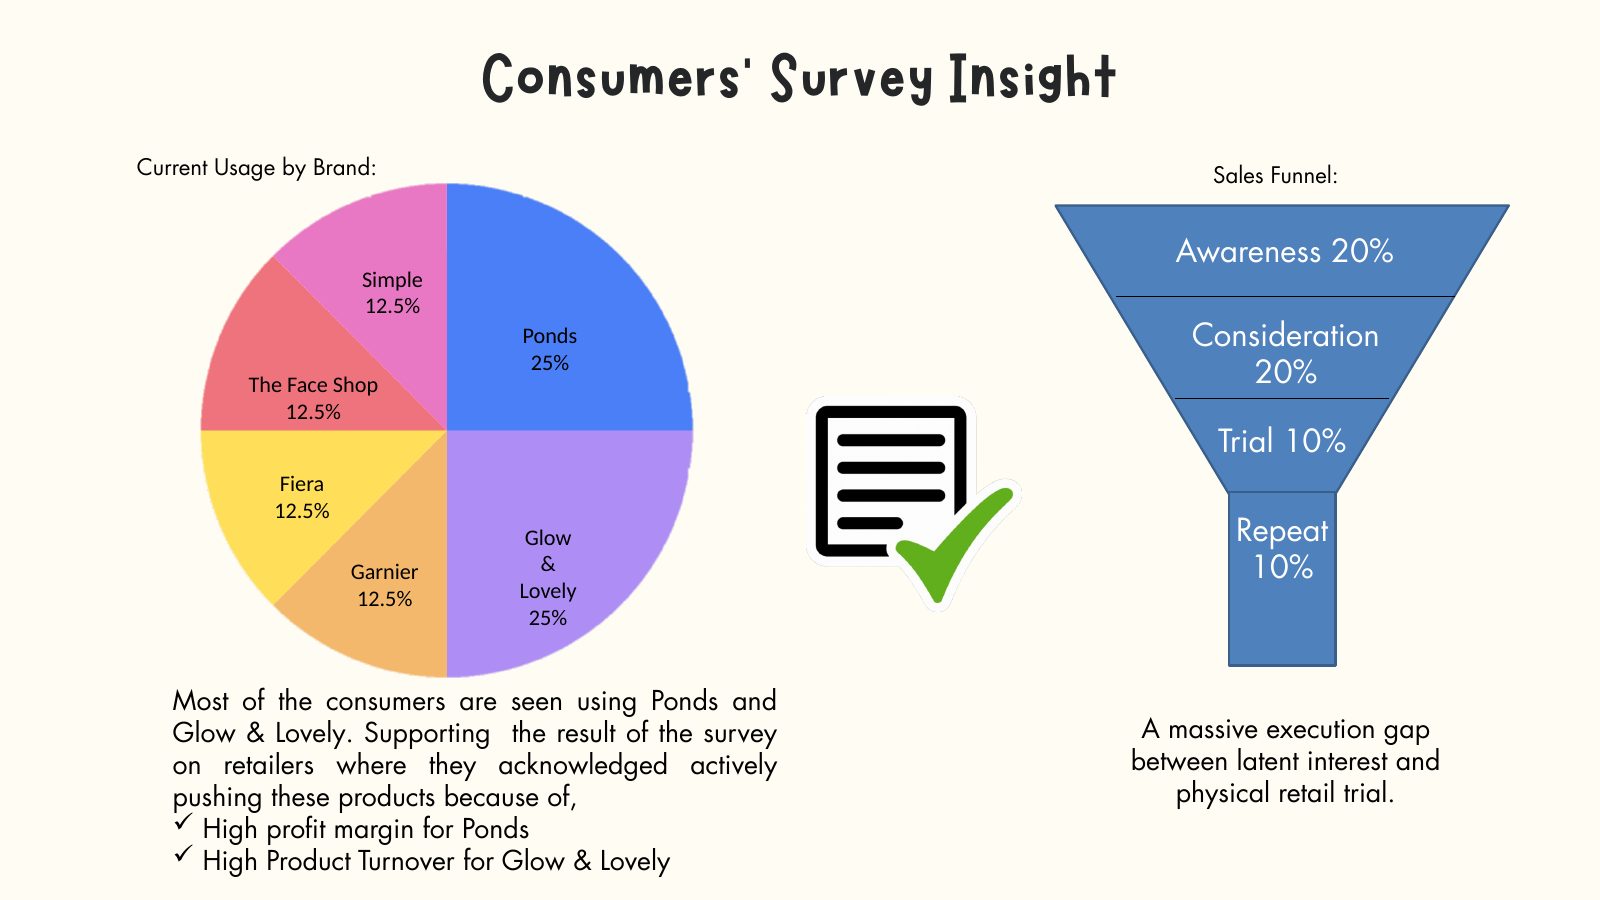 Consumers' Survey Insight
Current Usage by Brand:
Simple
12.5%
Ponds
25%
The Face Shop
12.5%
Fiera
12.5%
Garnier
12.5%
Glow
&
Lovely
25%
Most of the consumers are seen using Ponds and
Glow & Lovely. Supporting the result of the survey
on retailers where they acknowledged actively
pushing these products because of,
✓ High profit margin for Ponds
✓ High Product Turnover for Glow & Lovely
Sales Funnel:
Awareness 20%
Consideration
20%
Trial 10%
Repeat
10%
A massive execution gap
between latent interest and
physical retail trial.